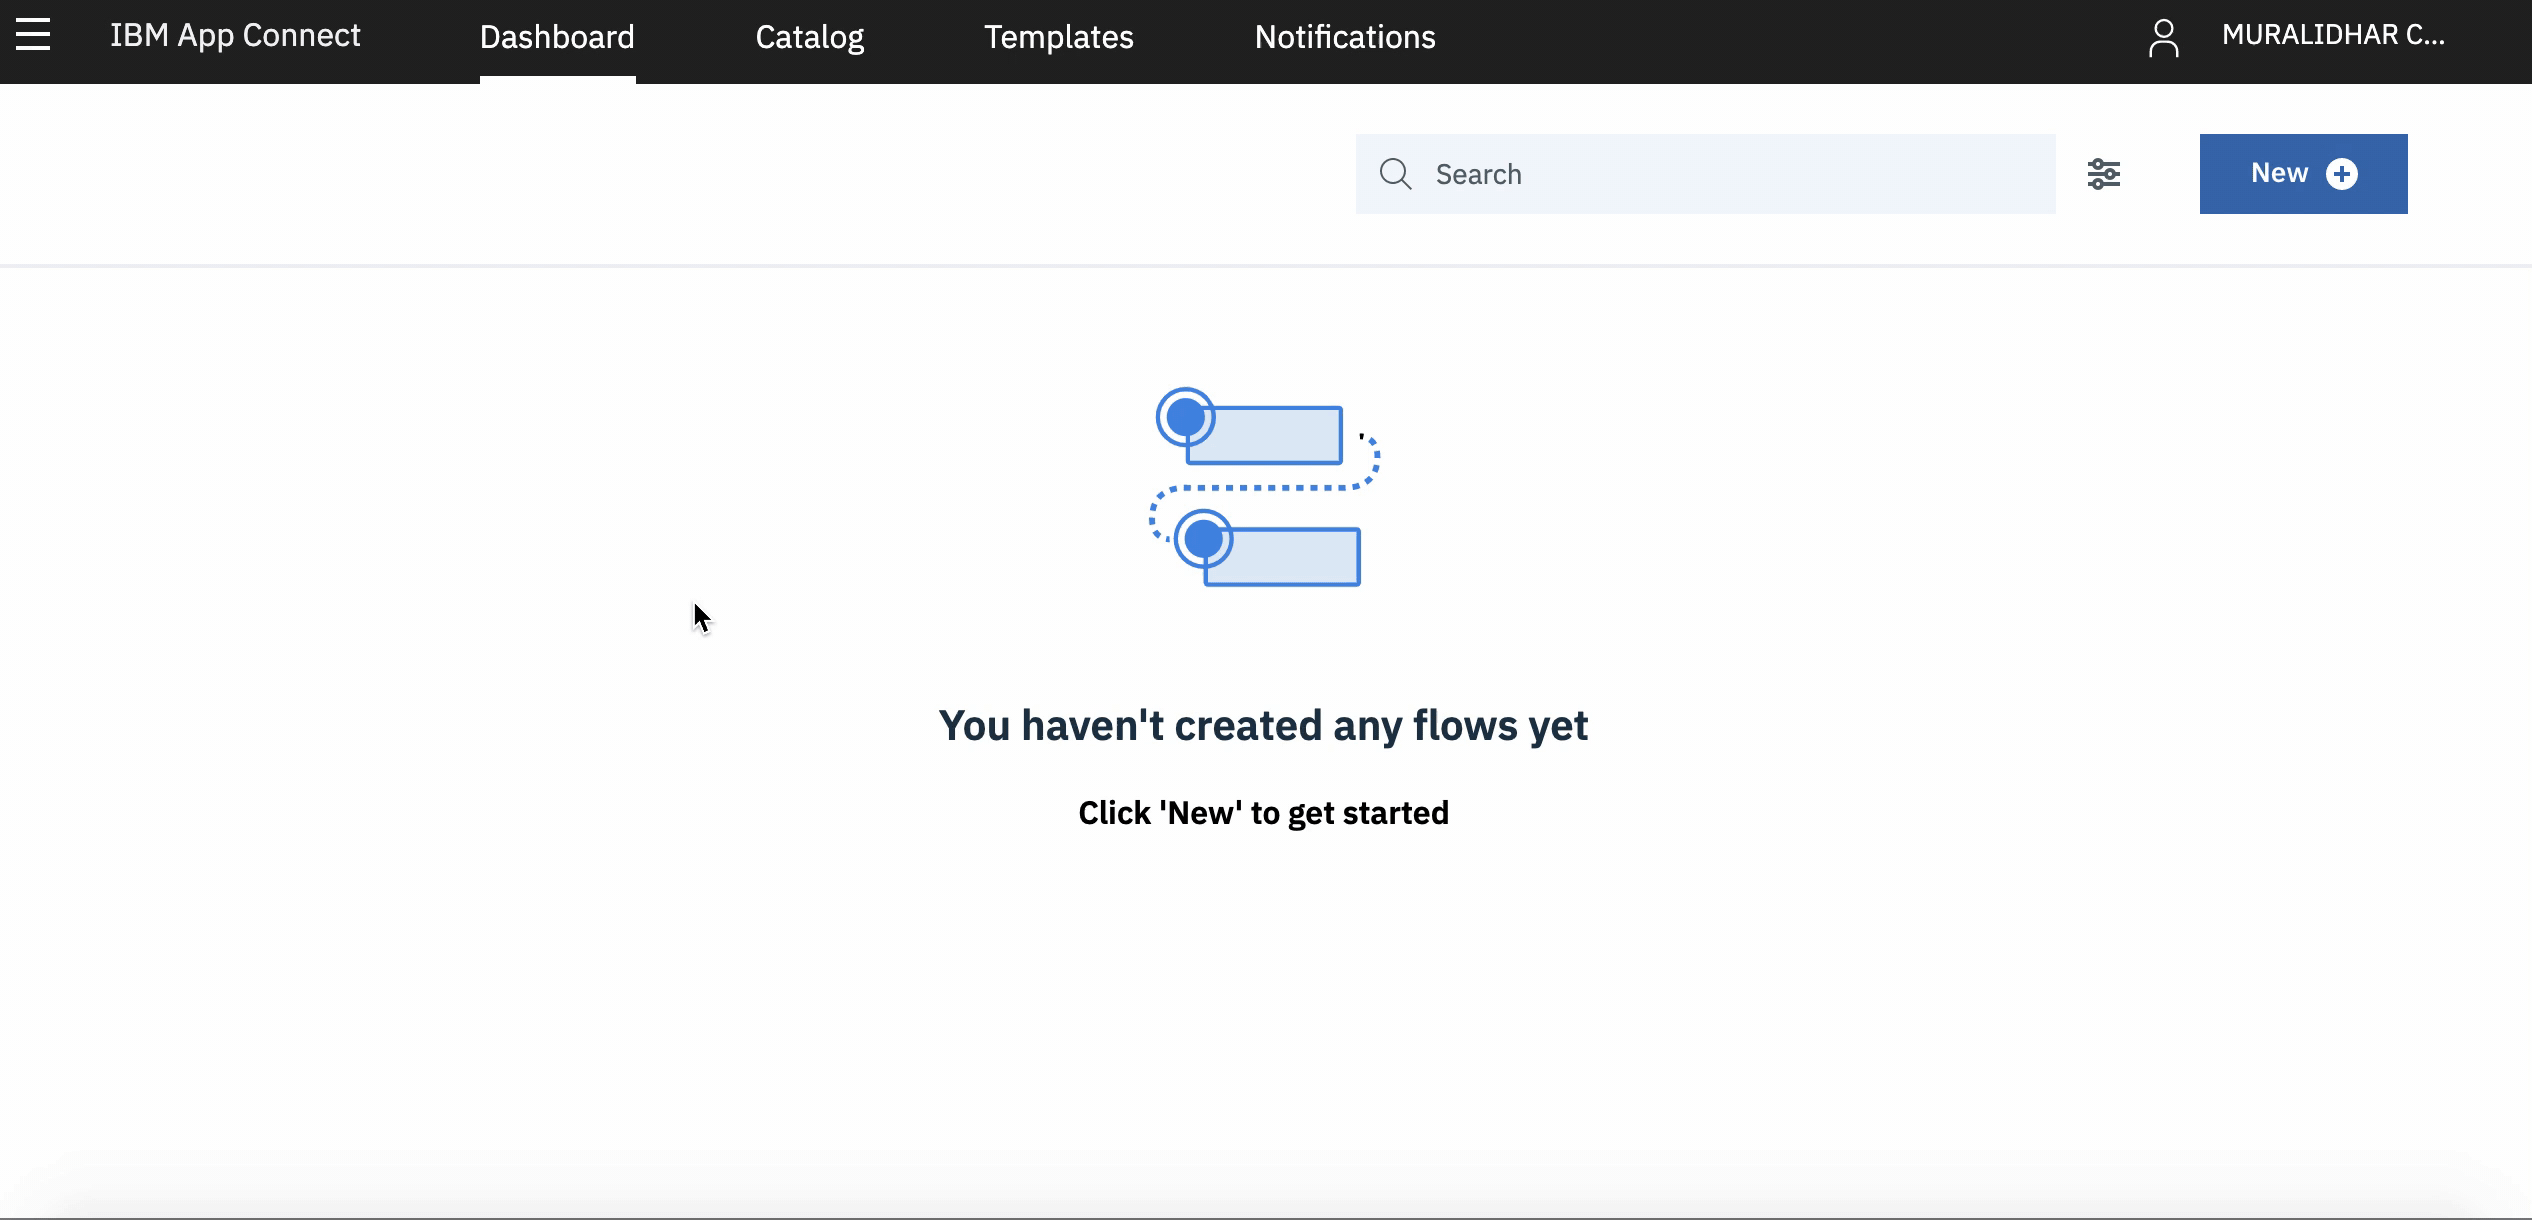 IBM App Connect
Dashboard
Catalog
Templates
Notifications
MURALIDHAR C...
Search
New
You haven't created any flows yet
Click 'New' to get started